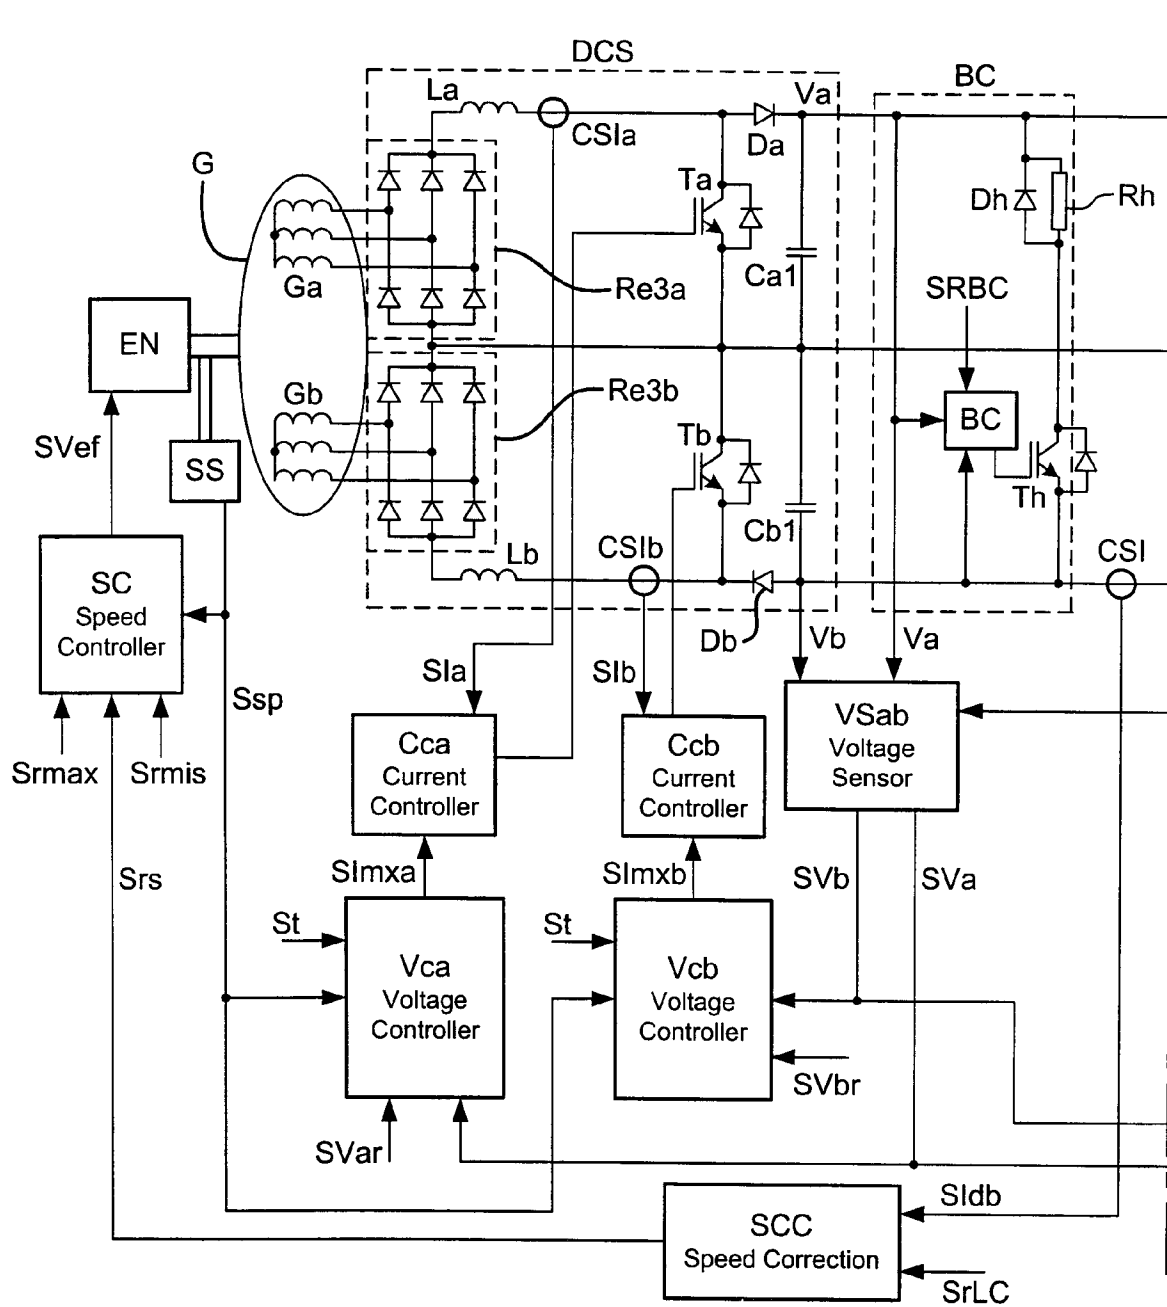 DCS
BC
La
Va
CSIa
Da
G
Ta
Dh
Rh
Ga
Re3a
Ca1
SRBC
EN
Gb
Re3b
BC
SVef
Tb
SS
Th
Cb1
Lb
CSIb
CSI
SC
Speed
Controller
Db
Vb
Va
SIa
SIb
Ssp
VSab
Voltage
Sensor
Cca
Current
Controller
Ccb
Current
Controller
Srmax
Srmis
Srs
SImxa
SImxb
SVb
SVa
St
St
Vca
Voltage
Controller
Vcb
Voltage
Controller
SVbr
SVar
SIdb
SCC
Speed Correction
SrLC